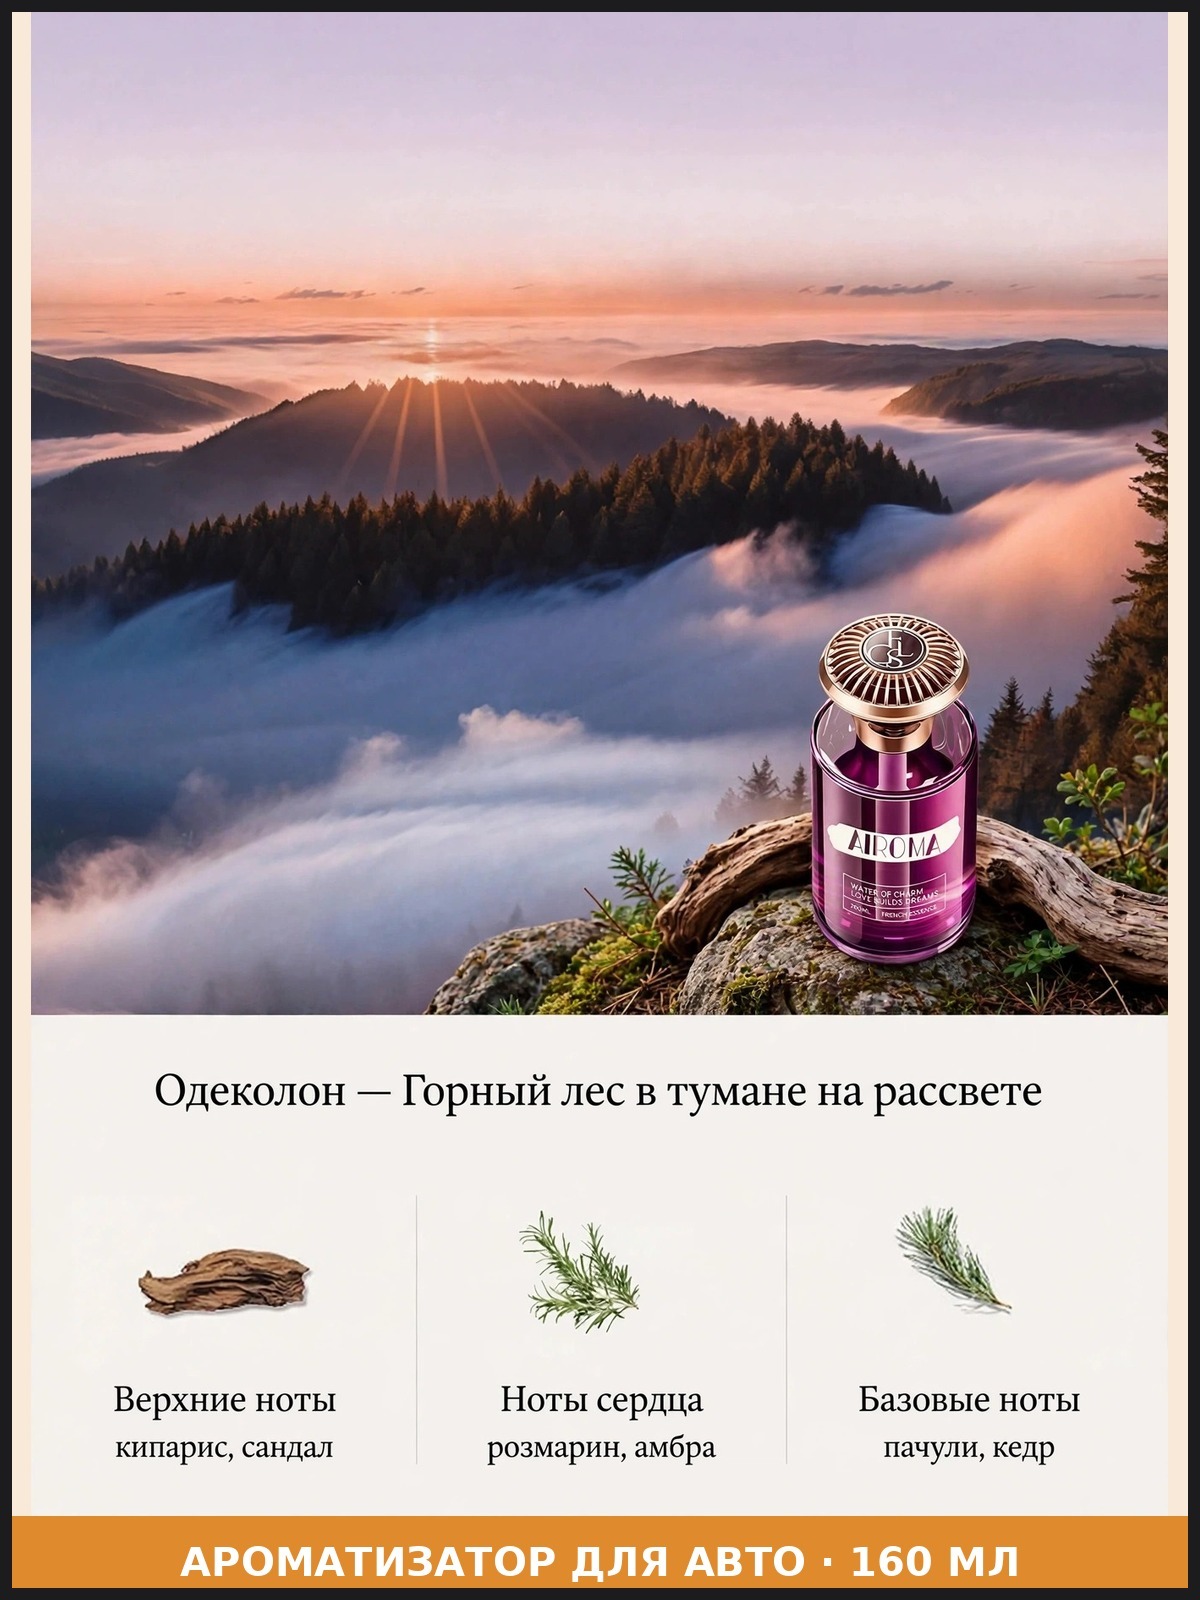 AIROMA
WATER OF CHARM
LOVE BUILDS DREAMS
FRENCH ESSENCE
Одеколон — Горный лес в тумане на рассвете
Верхние ноты
кипарис, сандал
Ноты сердца
розмарин, амбра
Базовые ноты
пачули, кедр
АРОМАТИЗАТОР ДЛЯ АВТО · 160 МЛ